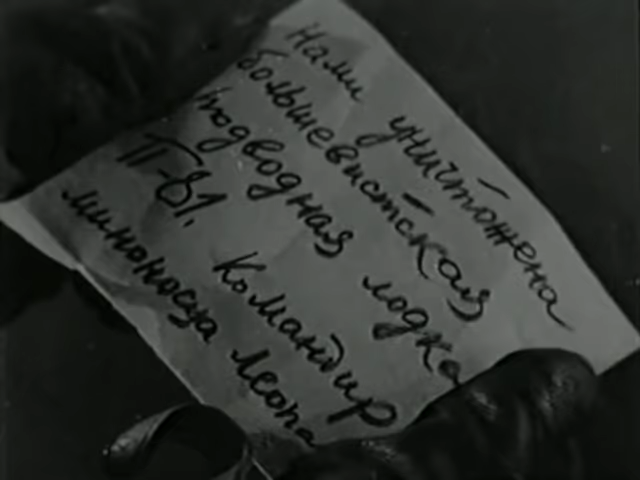 Нами уничтожена
большевистская
подводная лодка
П-81. Командир
миноносца Леопа